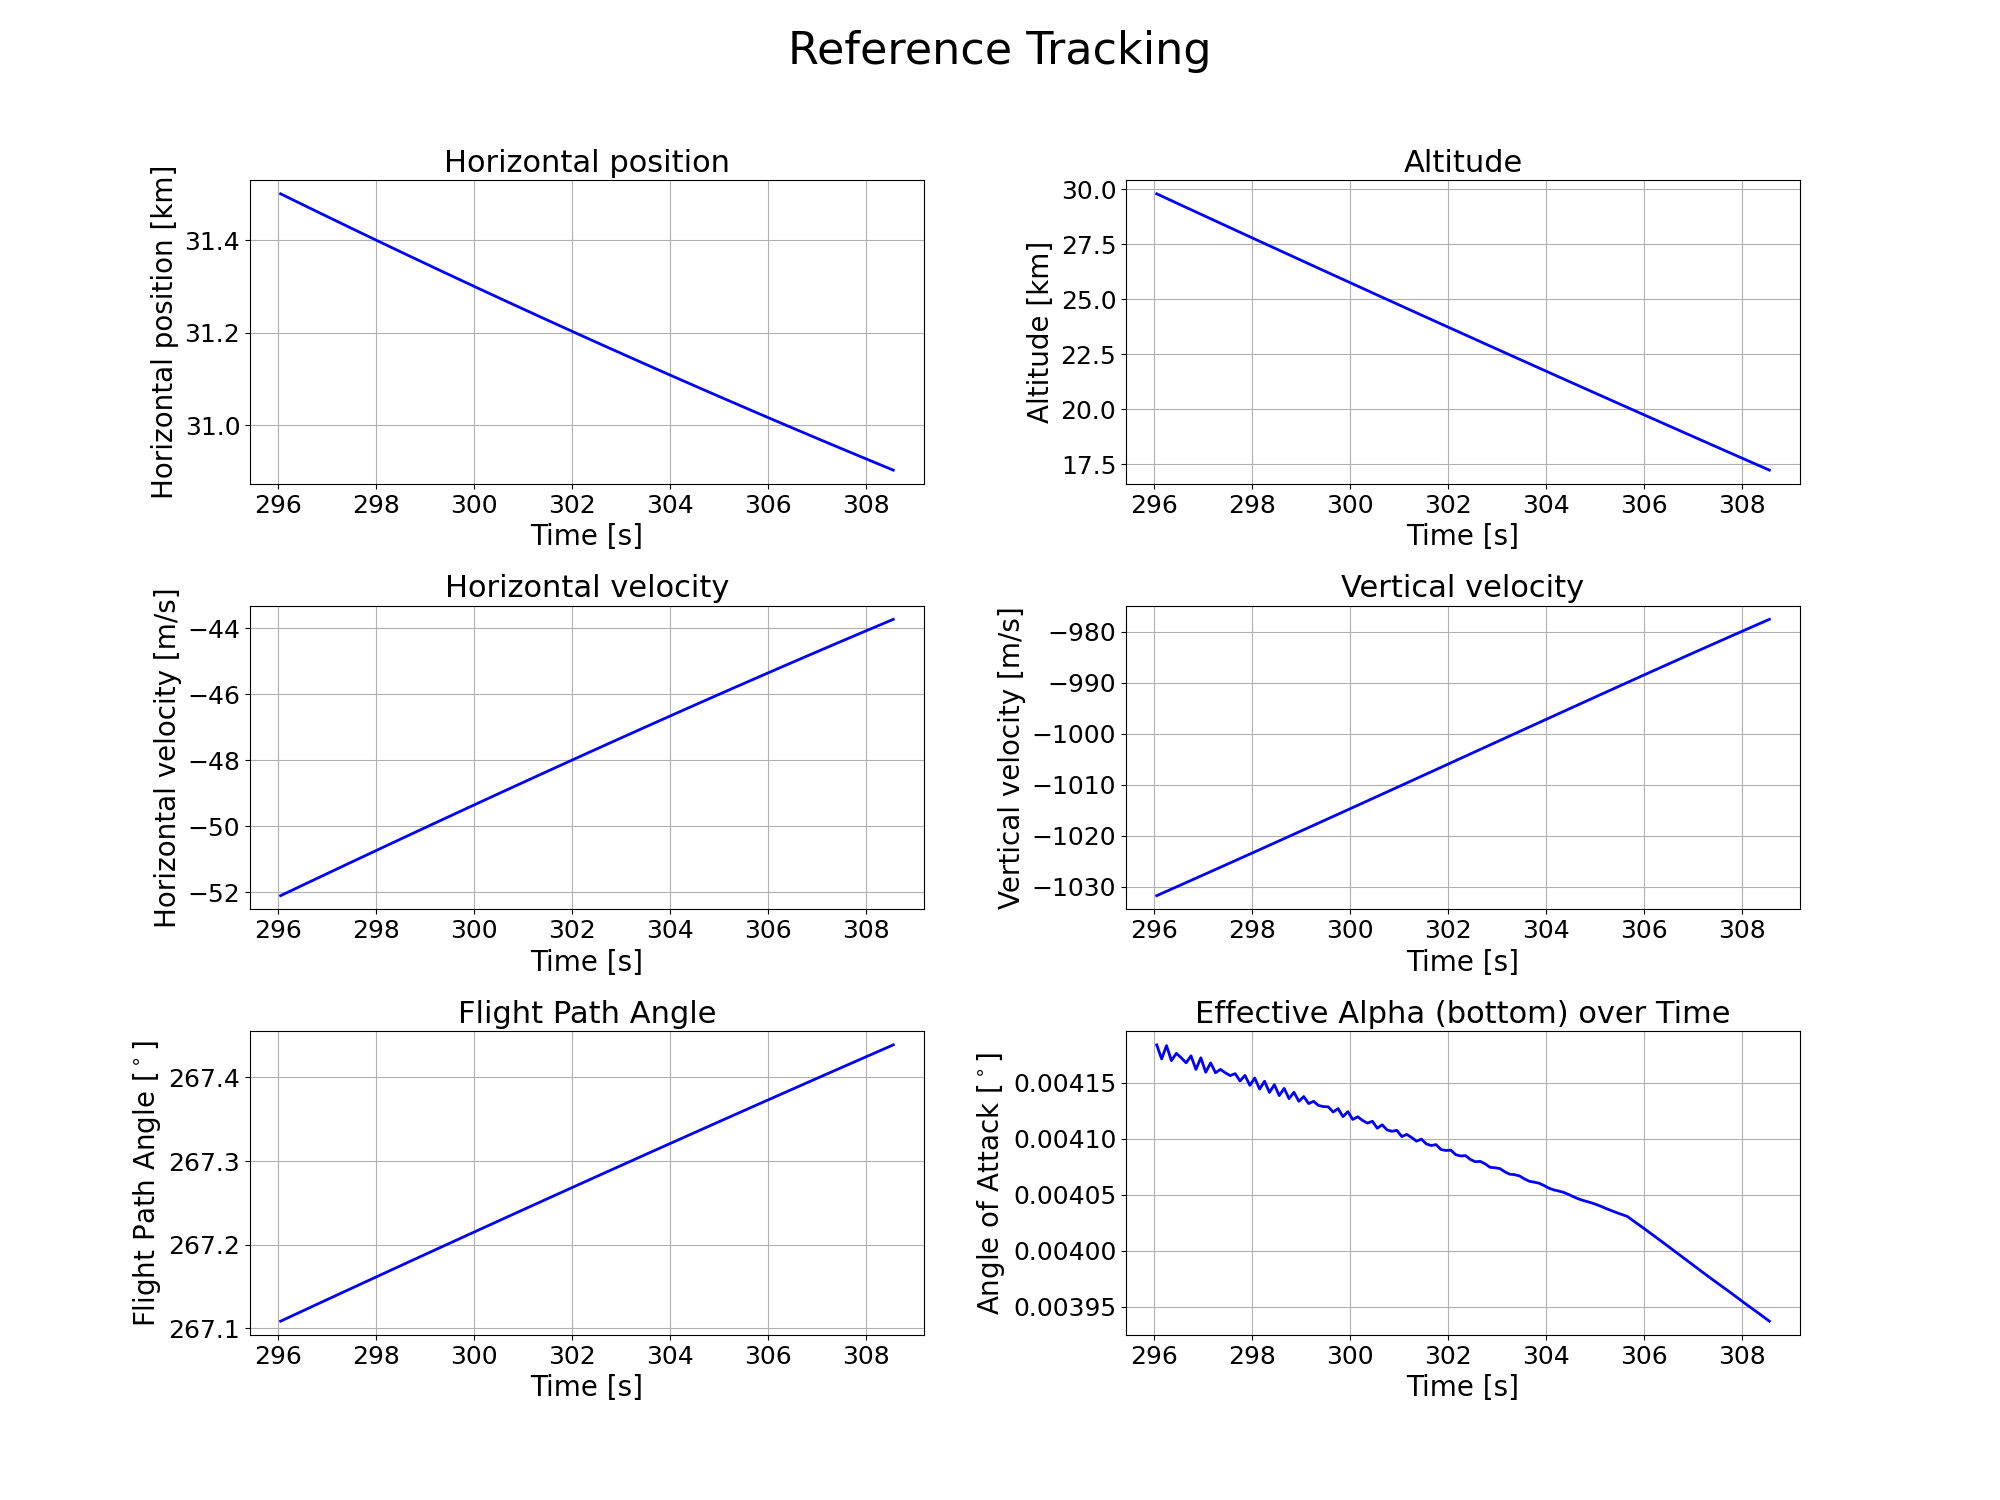 Reference Tracking
Horizontal position
Horizontal position [km]
31.4
31.2
31.0
296 298 300 302 304 306 308
Time [s]
Altitude
Altitude [km]
30.0
27.5
25.0
22.5
20.0
17.5
296 298 300 302 304 306 308
Time [s]
Horizontal velocity
Horizontal velocity [m/s]
−44
−46
−48
−50
−52
296 298 300 302 304 306 308
Time [s]
Vertical velocity
Vertical velocity [m/s]
−980
−990
−1000
−1010
−1020
−1030
296 298 300 302 304 306 308
Time [s]
Flight Path Angle
Flight Path Angle [°]
267.4
267.3
267.2
267.1
296 298 300 302 304 306 308
Time [s]
Effective Alpha (bottom) over Time
Angle of Attack [°]
0.00415
0.00410
0.00405
0.00400
0.00395
296 298 300 302 304 306 308
Time [s]